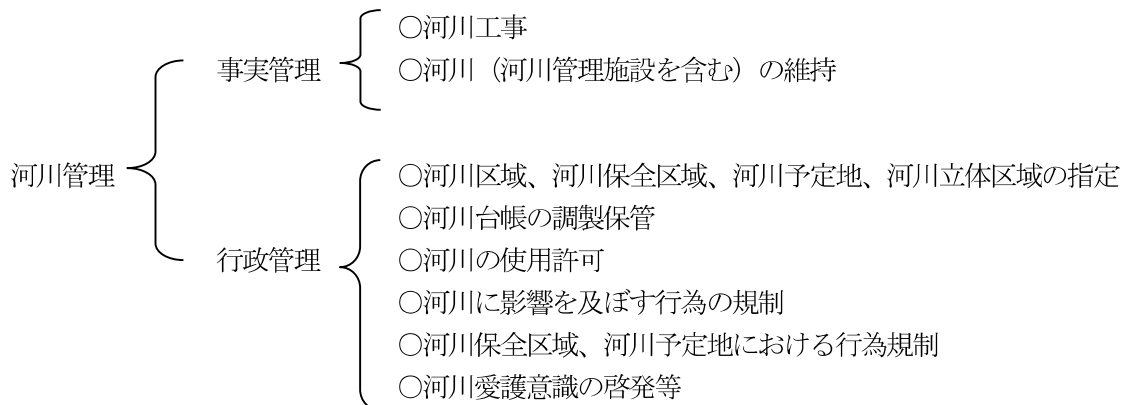 ○河川工事
事実管理
○河川（河川管理施設を含む）の維持
河川管理
○河川区域、河川保全区域、河川予定地、河川立体区域の指定
○河川台帳の調製保管
行政管理
○河川の使用許可
○河川に影響を及ぼす行為の規制
○河川保全区域、河川予定地における行為規制
○河川愛護意識の啓発等